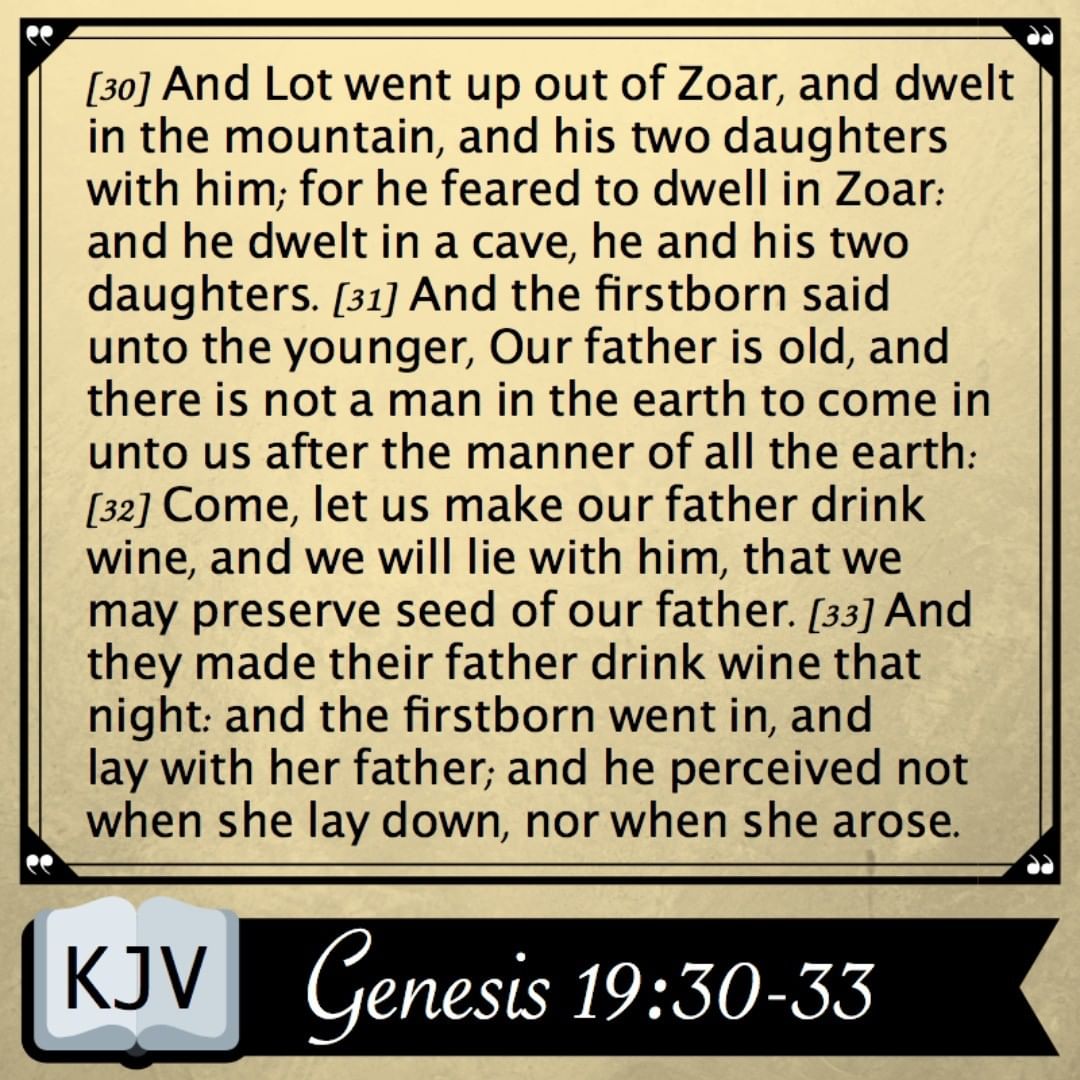 [30] And Lot went up out of Zoar, and dwelt
in the mountain, and his two daughters
with him; for he feared to dwell in Zoar:
and he dwelt in a cave, he and his two
daughters. [31] And the firstborn said
unto the younger, Our father is old, and
there is not a man in the earth to come in
unto us after the manner of all the earth:
[32] Come, let us make our father drink
wine, and we will lie with him, that we
may preserve seed of our father. [33] And
they made their father drink wine that
night: and the firstborn went in, and
lay with her father; and he perceived not
when she lay down, nor when she arose.
KJV
Genesis 19:30-33